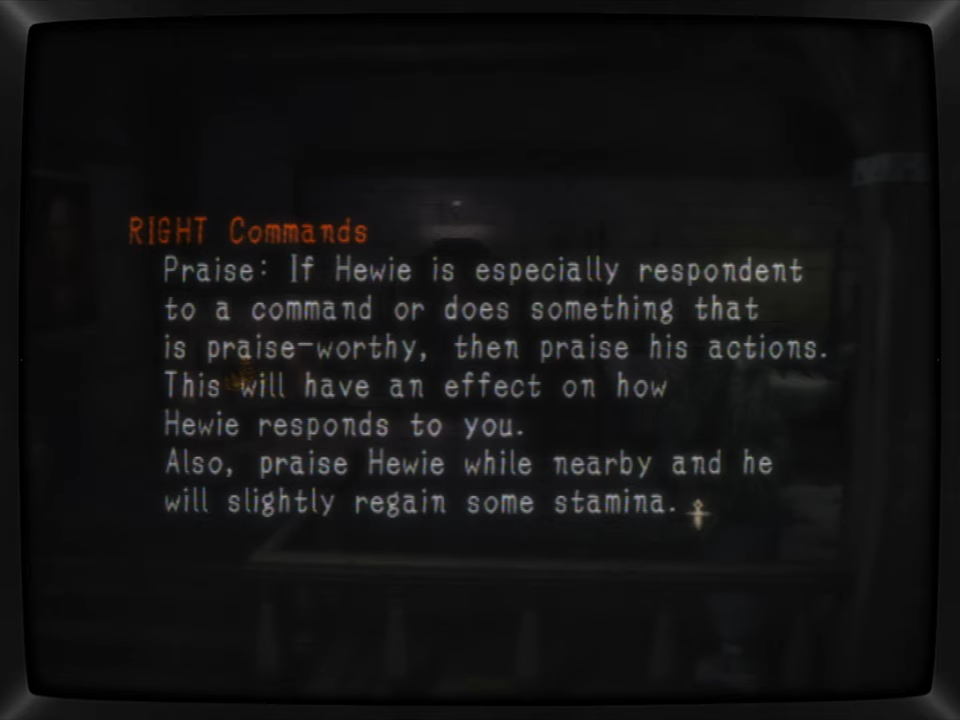 RIGHT Commands
Praise: If Hewie is especially respondent
to a command or does something that
is praise-worthy, then praise his actions.
This will have an effect on how
Hewie responds to you.
Also, praise Hewie while nearby and he
will slightly regain some stamina.